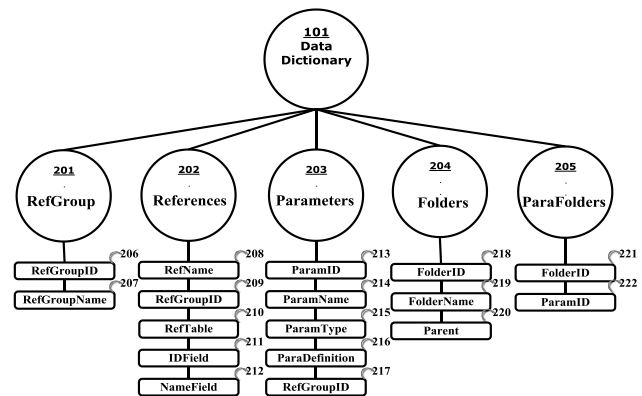 101
Data
Dictionary
201
RefGroup
202
References
203
Parameters
204
Folders
205
ParaFolders
206
RefGroupID
207
RefGroupName
208
RefName
209
RefGroupID
210
RefTable
211
IDField
212
NameField
213
ParamID
214
ParamName
215
ParamType
216
ParaDefinition
217
RefGroupID
218
FolderID
219
FolderName
220
Parent
221
FolderID
222
ParamID